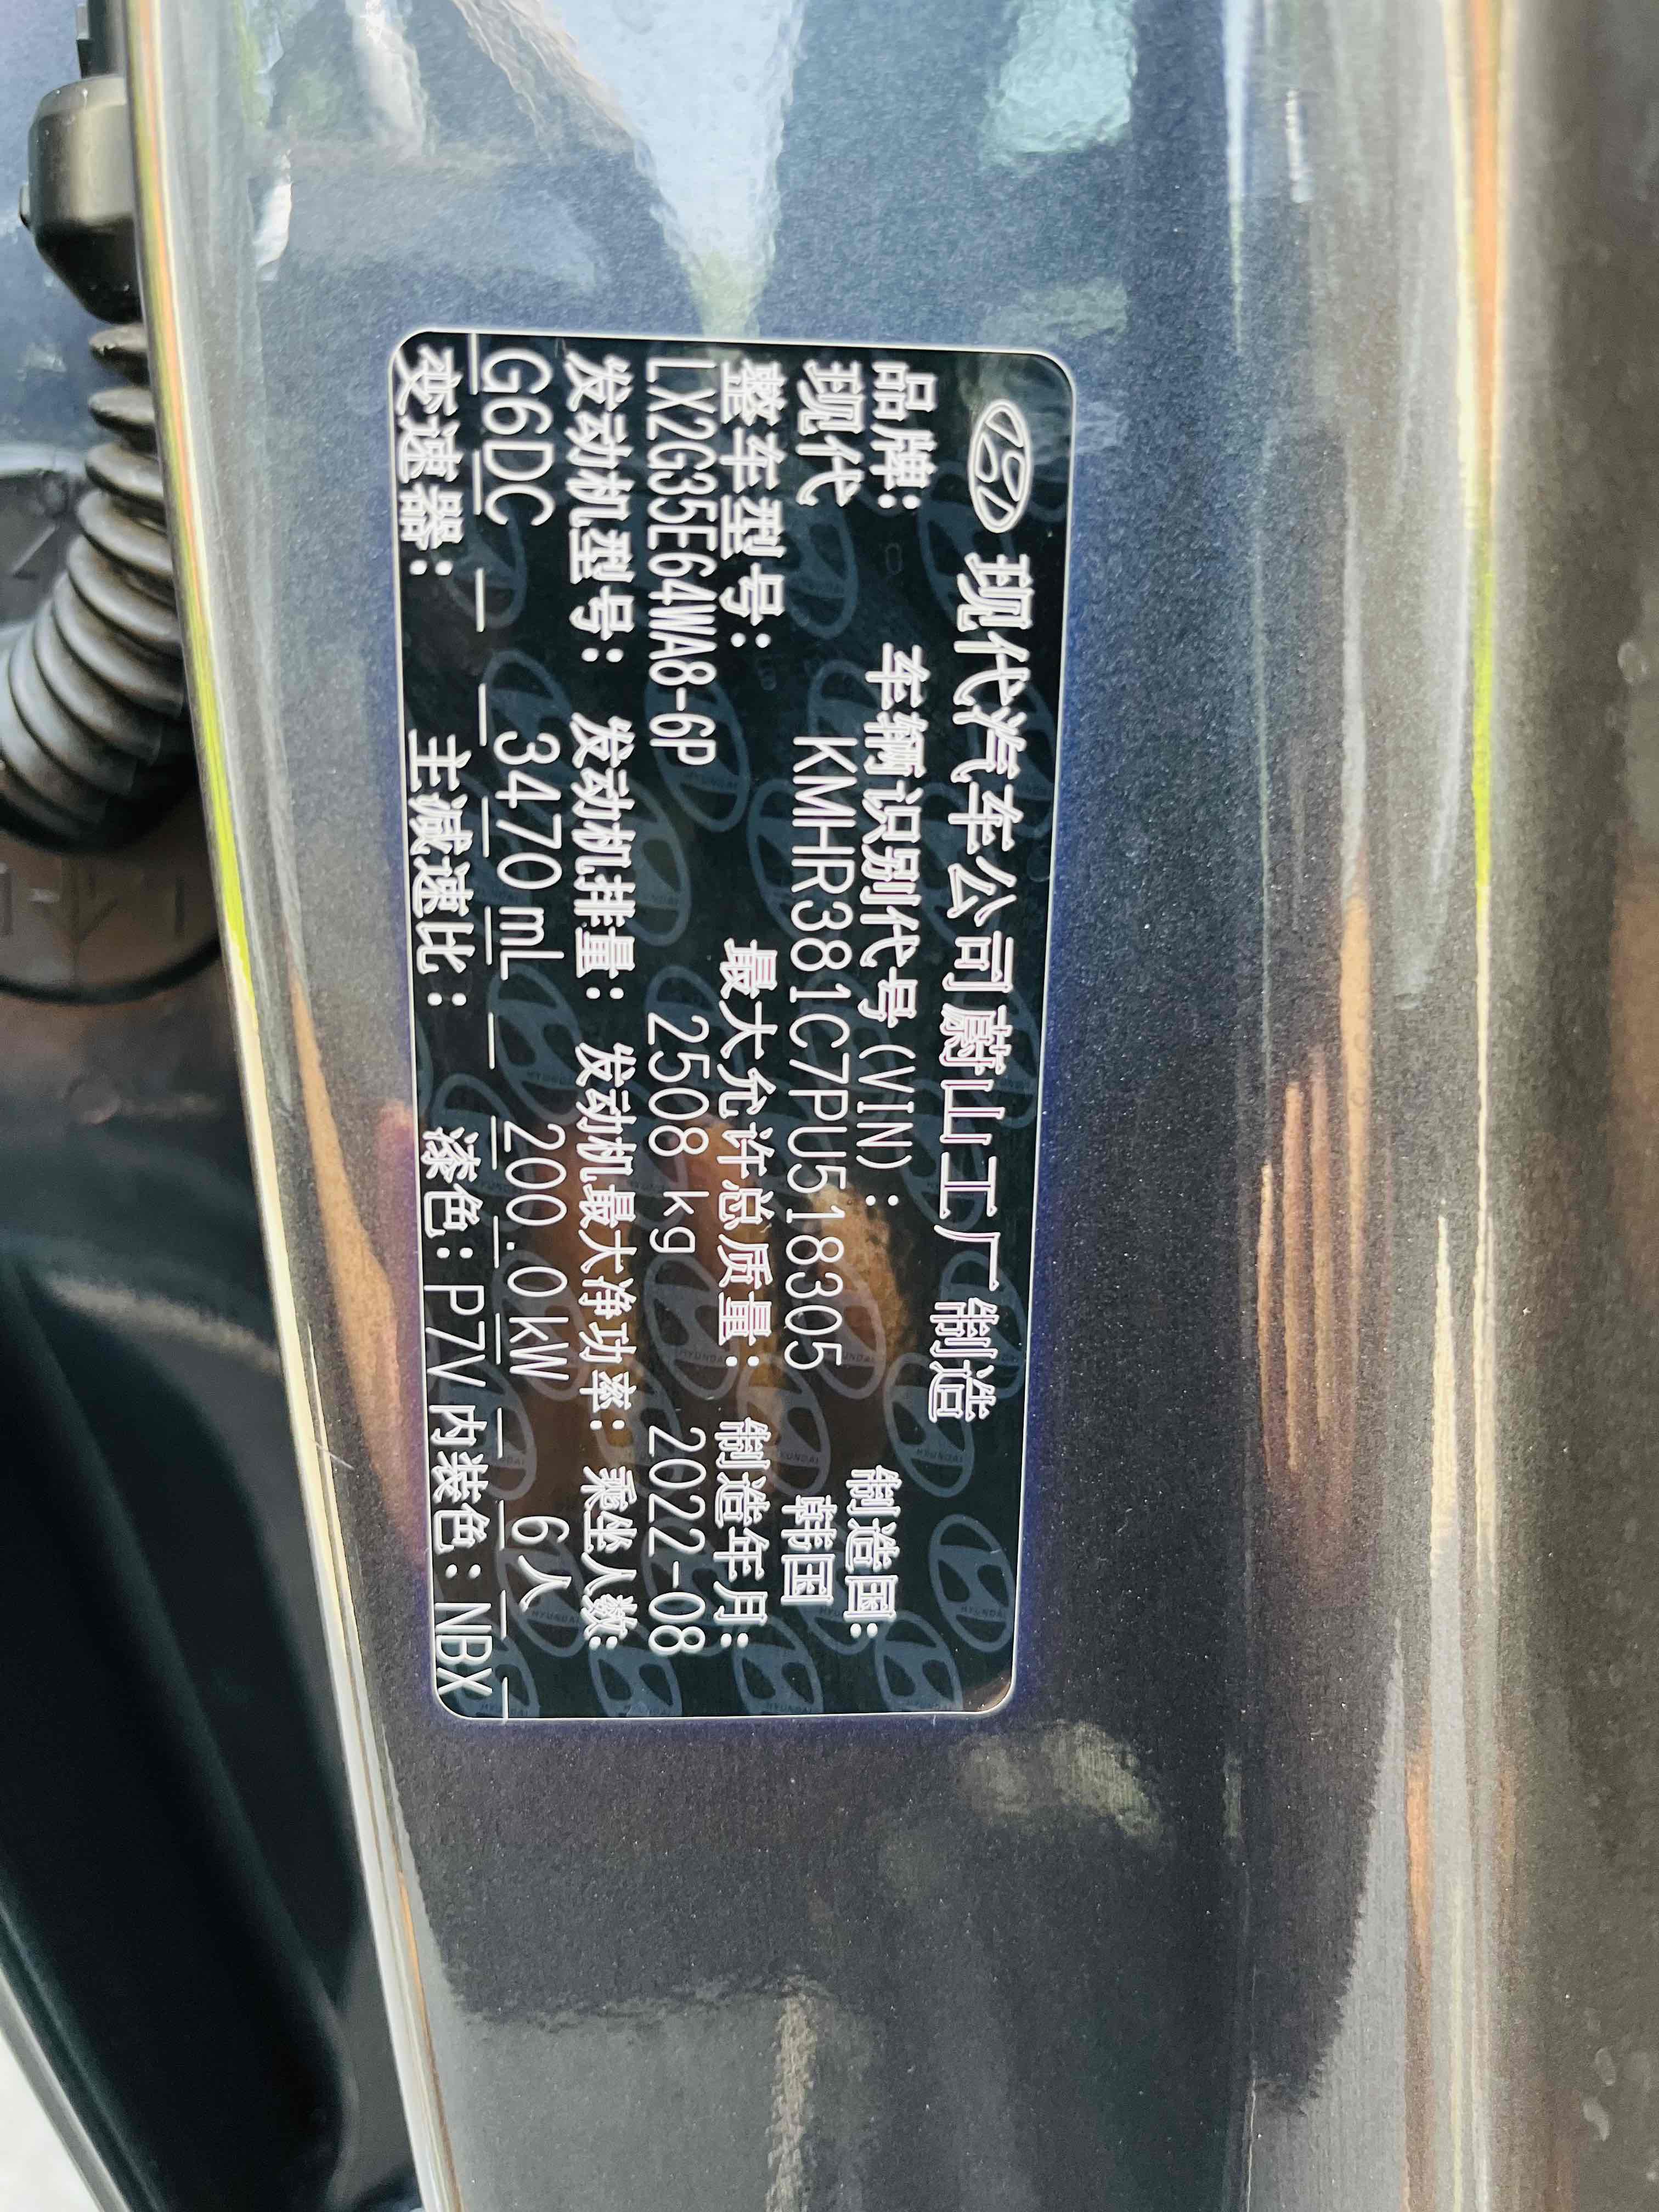 现代汽车公司蔚山工厂 制造
品牌: 车辆识别代号(VIN): 制造国:
现代 KMHR381C7PU518305 韩国
整车型号: 最大允许总质量: 制造年月:
LX2G35E64WA8-6P 2508 kg 2022-08
发动机型号: 发动机排量: 发动机最大净功率: 乘坐人数:
G6DC 3470mL 200.0kW 6人
变速器: 主减速比: 漆色:P7V 内装色:NBX